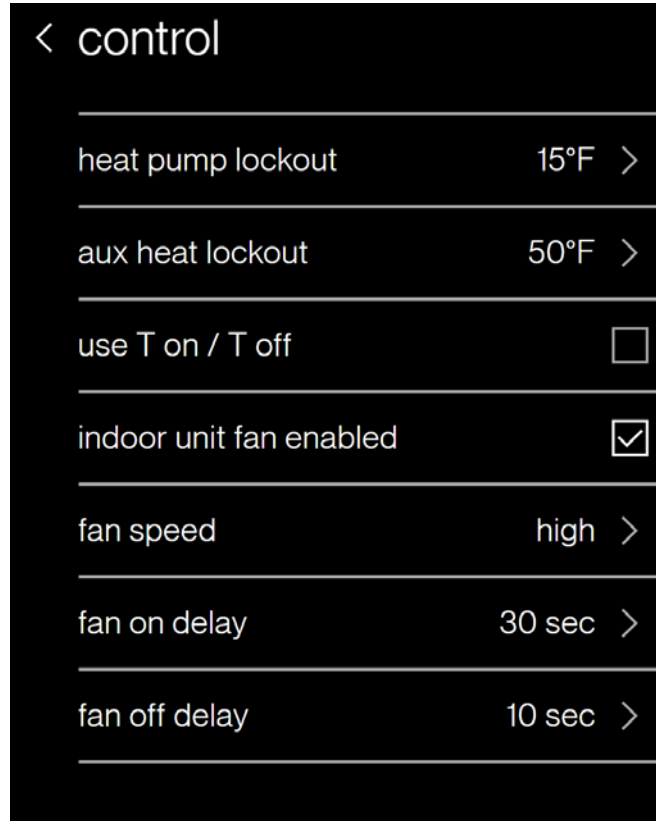 control
heat pump lockout 15°F
aux heat lockout 50°F
use T on / T off
indoor unit fan enabled
fan speed high
fan on delay 30 sec
fan off delay 10 sec